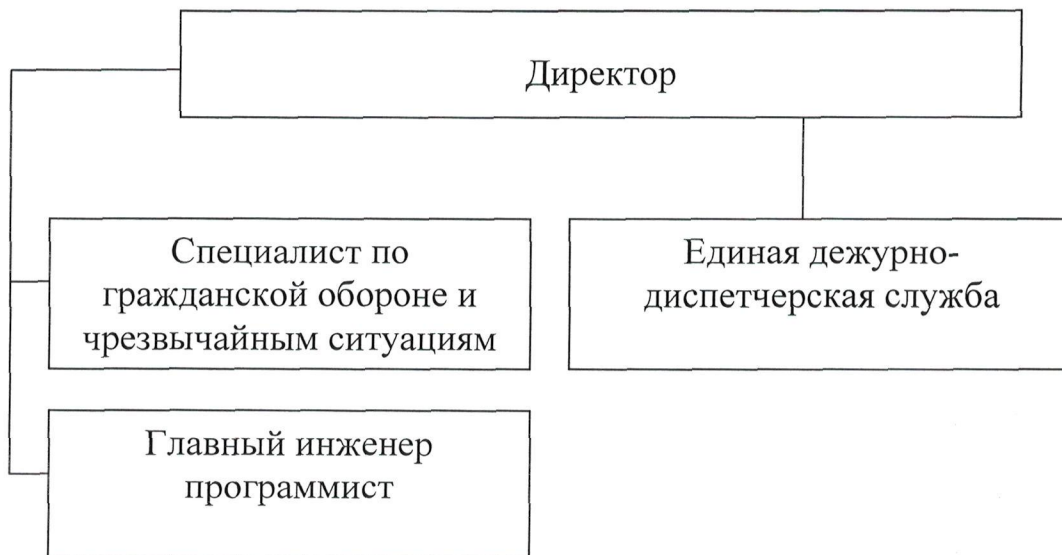 Директор
Специалист по
гражданской обороне и
чрезвычайным ситуациям
Единая дежурно-
диспетчерская служба
Главный инженер
программист